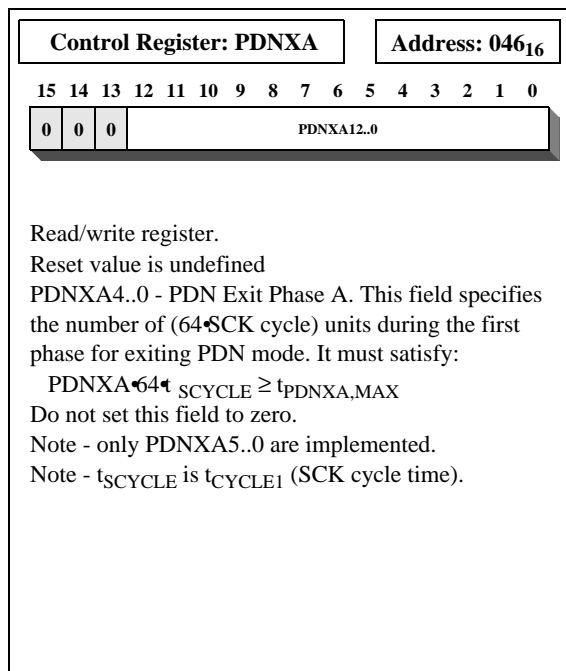 Control Register: PDNXA
Address: 046₁₆
15 14 13 12 11 10 9 8 7 6 5 4 3 2 1 0
0 0 0 PDNXA12..0
Read/write register.
Reset value is undefined
PDNXA4..0 - PDN Exit Phase A. This field specifies
the number of (64•SCK cycle) units during the first
phase for exiting PDN mode. It must satisfy:
PDNXA•64•t SCYCLE ≥ tPDNXA,MAX
Do not set this field to zero.
Note - only PDNXA5..0 are implemented.
Note - tSCYCLE is tCYCLE1 (SCK cycle time).